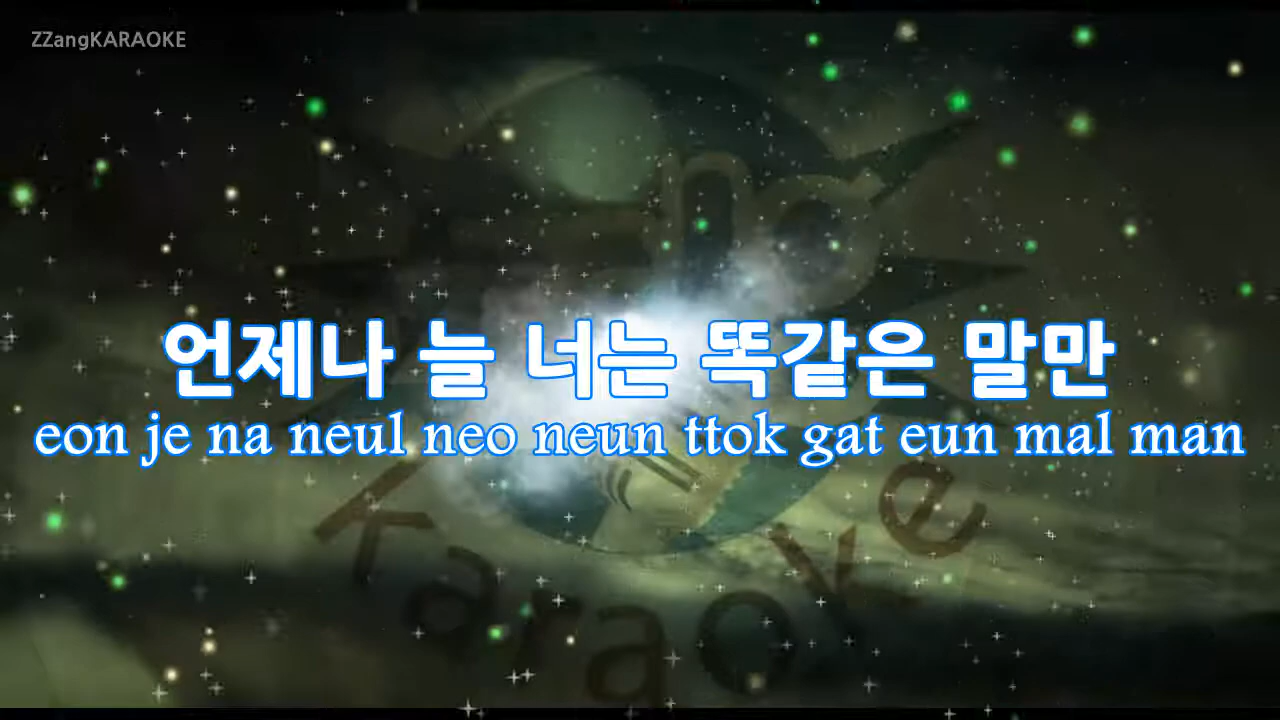 ZZangKARAOKE
언제나 늘 너는 똑같은 말만
eon je na neul neo neun ttok gat eun mal man
Karaoke